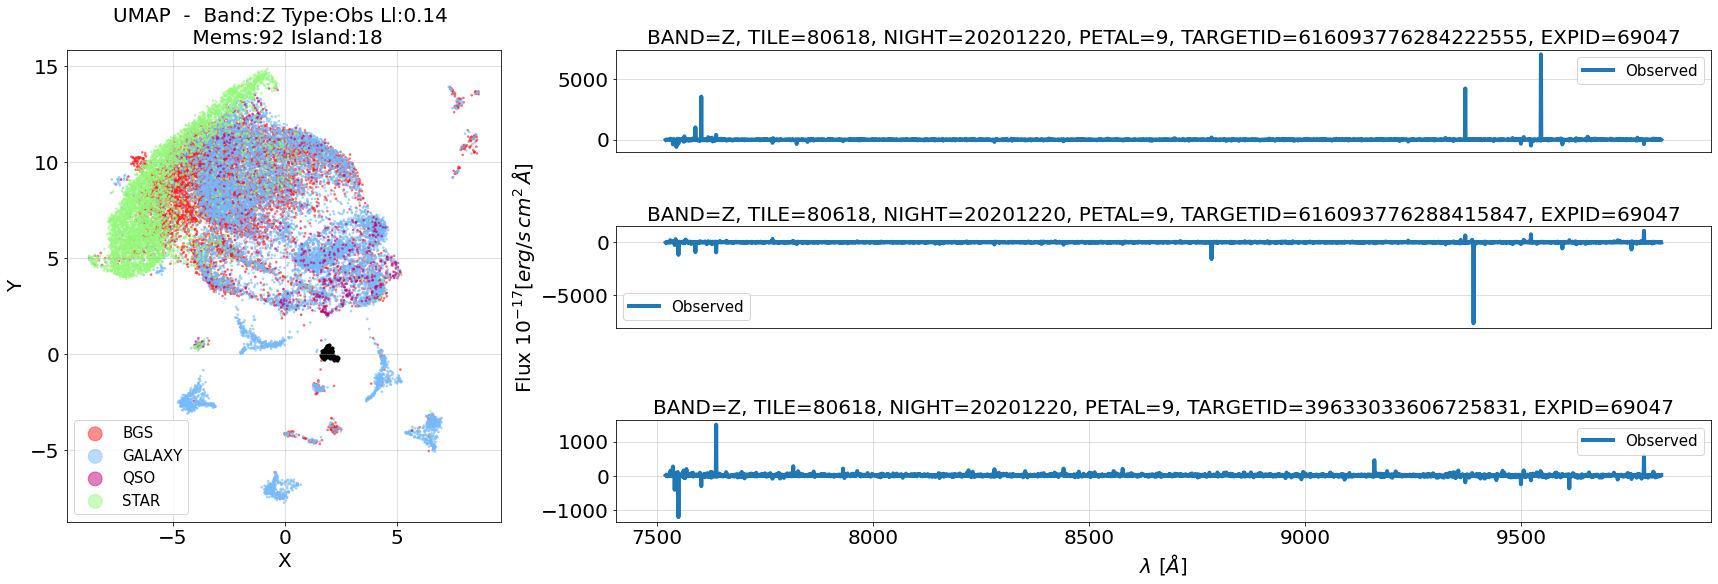 UMAP - Band:Z Type:Obs Ll:0.14
Mems:92 Island:18
15
10
5
0
−5
Y
−5
0
5
X
BGS
GALAXY
QSO
STAR
Flux 10⁻¹⁷[erg/s cm² Å]
BAND=Z, TILE=80618, NIGHT=20201220, PETAL=9, TARGETID=616093776284222555, EXPID=69047
5000
0
Observed
BAND=Z, TILE=80618, NIGHT=20201220, PETAL=9, TARGETID=616093776288415847, EXPID=69047
0
−5000
Observed
BAND=Z, TILE=80618, NIGHT=20201220, PETAL=9, TARGETID=39633033606725831, EXPID=69047
1000
0
−1000
Observed
7500
8000
8500
9000
9500
λ [Å]